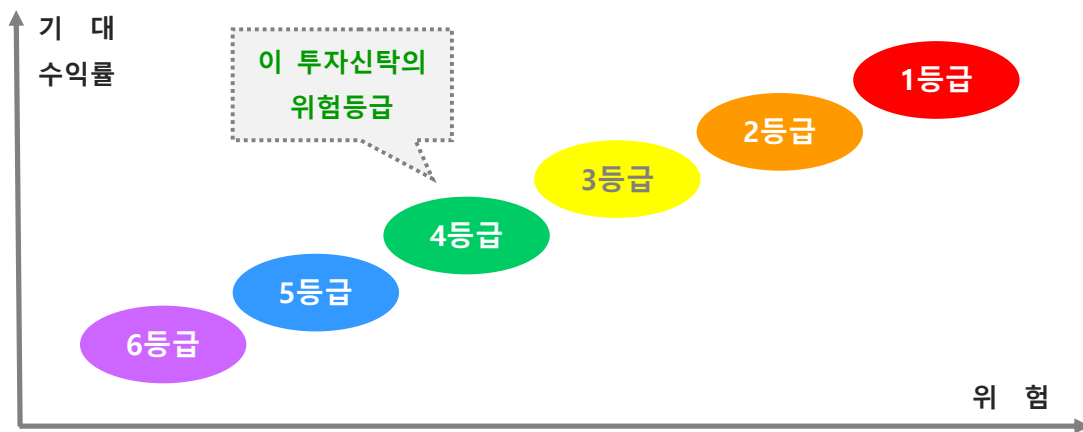 기 대
수익률
이 투자신탁의
위험등급
1등급
2등급
3등급
4등급
5등급
6등급
위 험